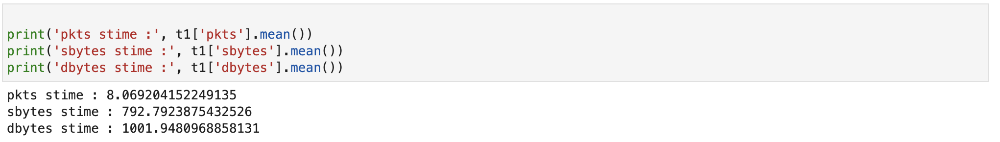 print('pkts stime :', t1['pkts'].mean())
print('sbytes stime :', t1['sbytes'].mean())
print('dbytes stime :', t1['dbytes'].mean())
pkts stime : 8.069204152249135
sbytes stime : 792.7923875432526
dbytes stime : 1001.9480968858131